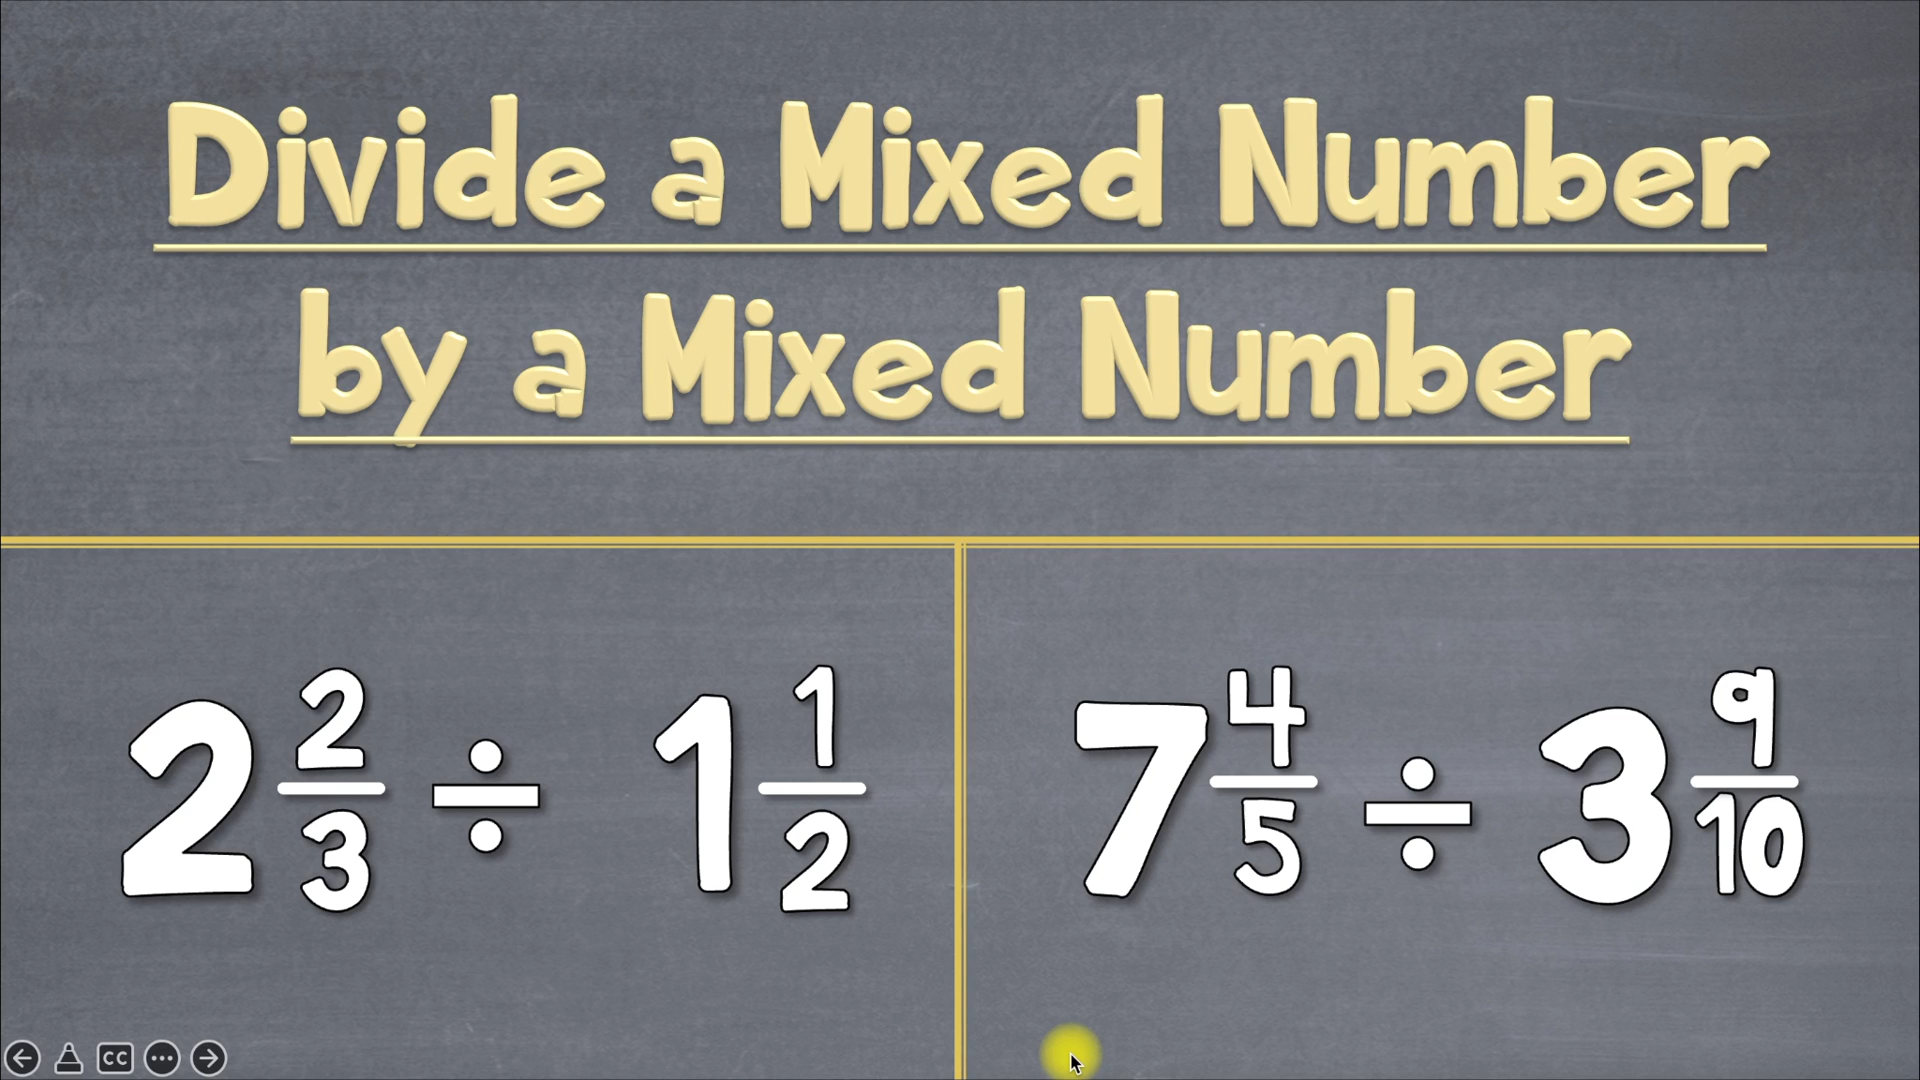 Divide a Mixed Number
by a Mixed Number
2 2/3 ÷ 1 1/2
7 4/5 ÷ 3 9/10
CC